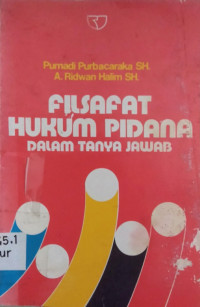 Purnadi Purbacaraka SH.
A. Ridwan Halim SH.
FILSAFAT
HUKUM PIDANA
DALAM TANYA JAWAB
5.1
ur